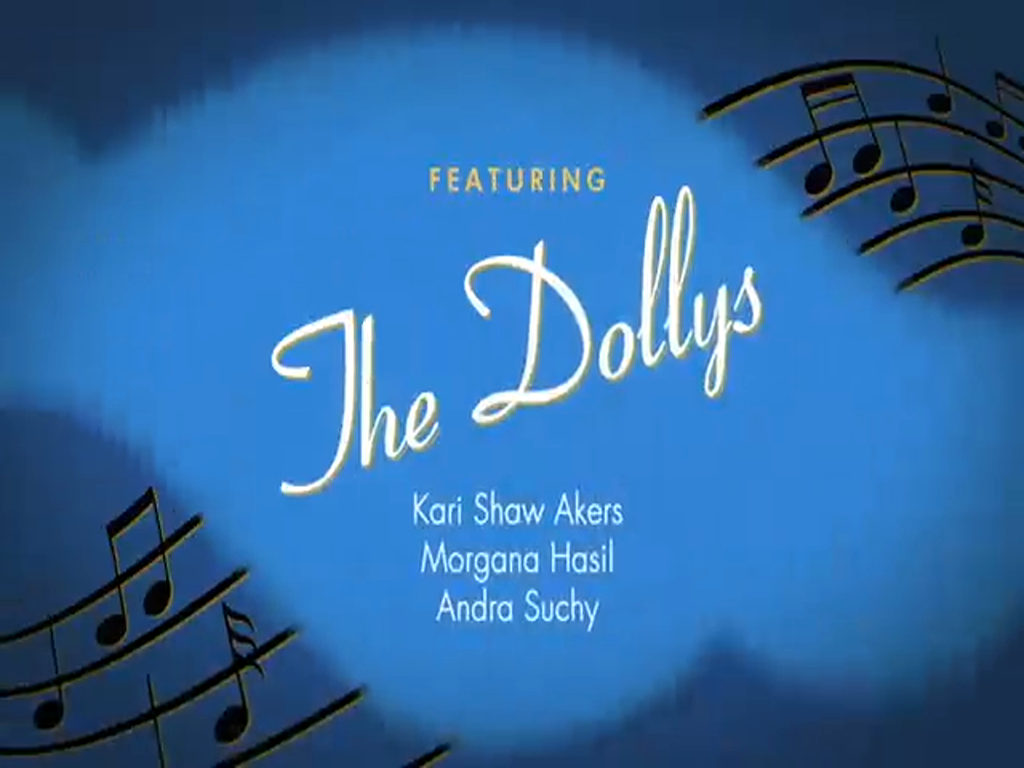 FEATURING
The Dollys
Kari Shaw Akers
Morgana Hasil
Andra Suchy